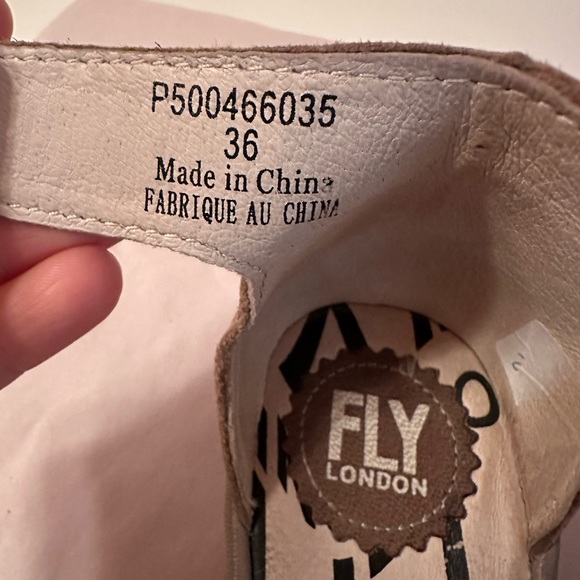 P500466035
36
Made in China
FABRIQUE AU CHINA
FLY
LONDON